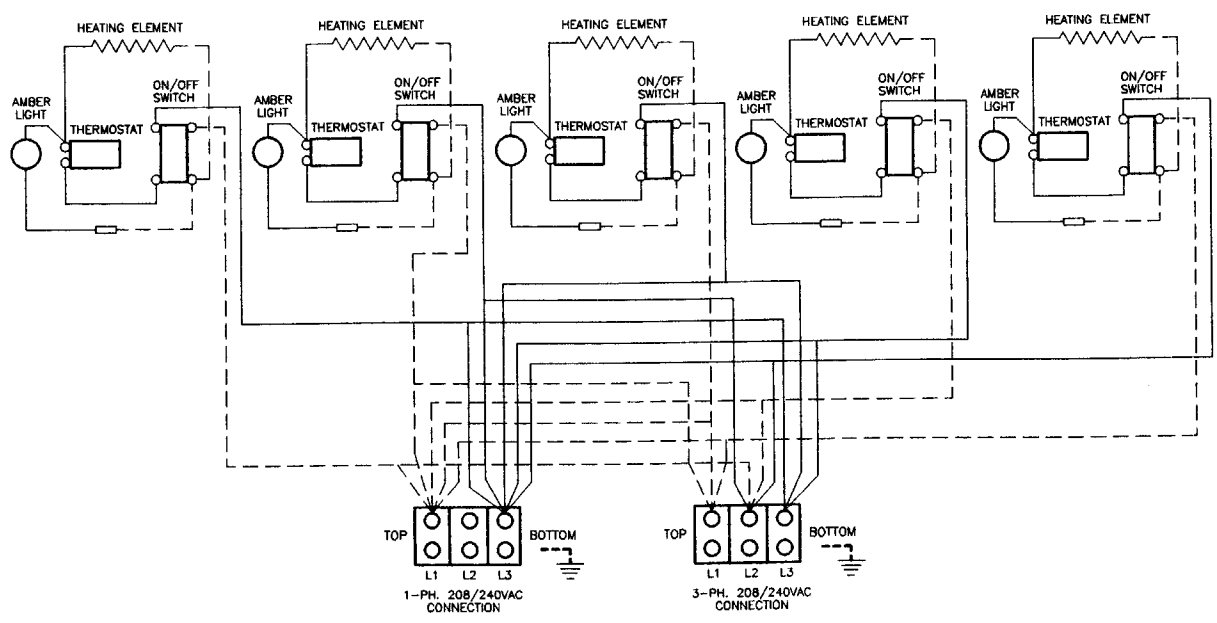 HEATING ELEMENT
HEATING ELEMENT
HEATING ELEMENT
HEATING ELEMENT
HEATING ELEMENT
ON/OFF
SWITCH
ON/OFF
SWITCH
ON/OFF
SWITCH
ON/OFF
SWITCH
ON/OFF
SWITCH
AMBER
LIGHT
AMBER
LIGHT
AMBER
LIGHT
AMBER
LIGHT
AMBER
LIGHT
THERMOSTAT
THERMOSTAT
THERMOSTAT
THERMOSTAT
THERMOSTAT
TOP
BOTTOM
L1 L2 L3
1-PH. 208/240VAC
CONNECTION
TOP
BOTTOM
L1 L2 L3
3-PH. 208/240VAC
CONNECTION